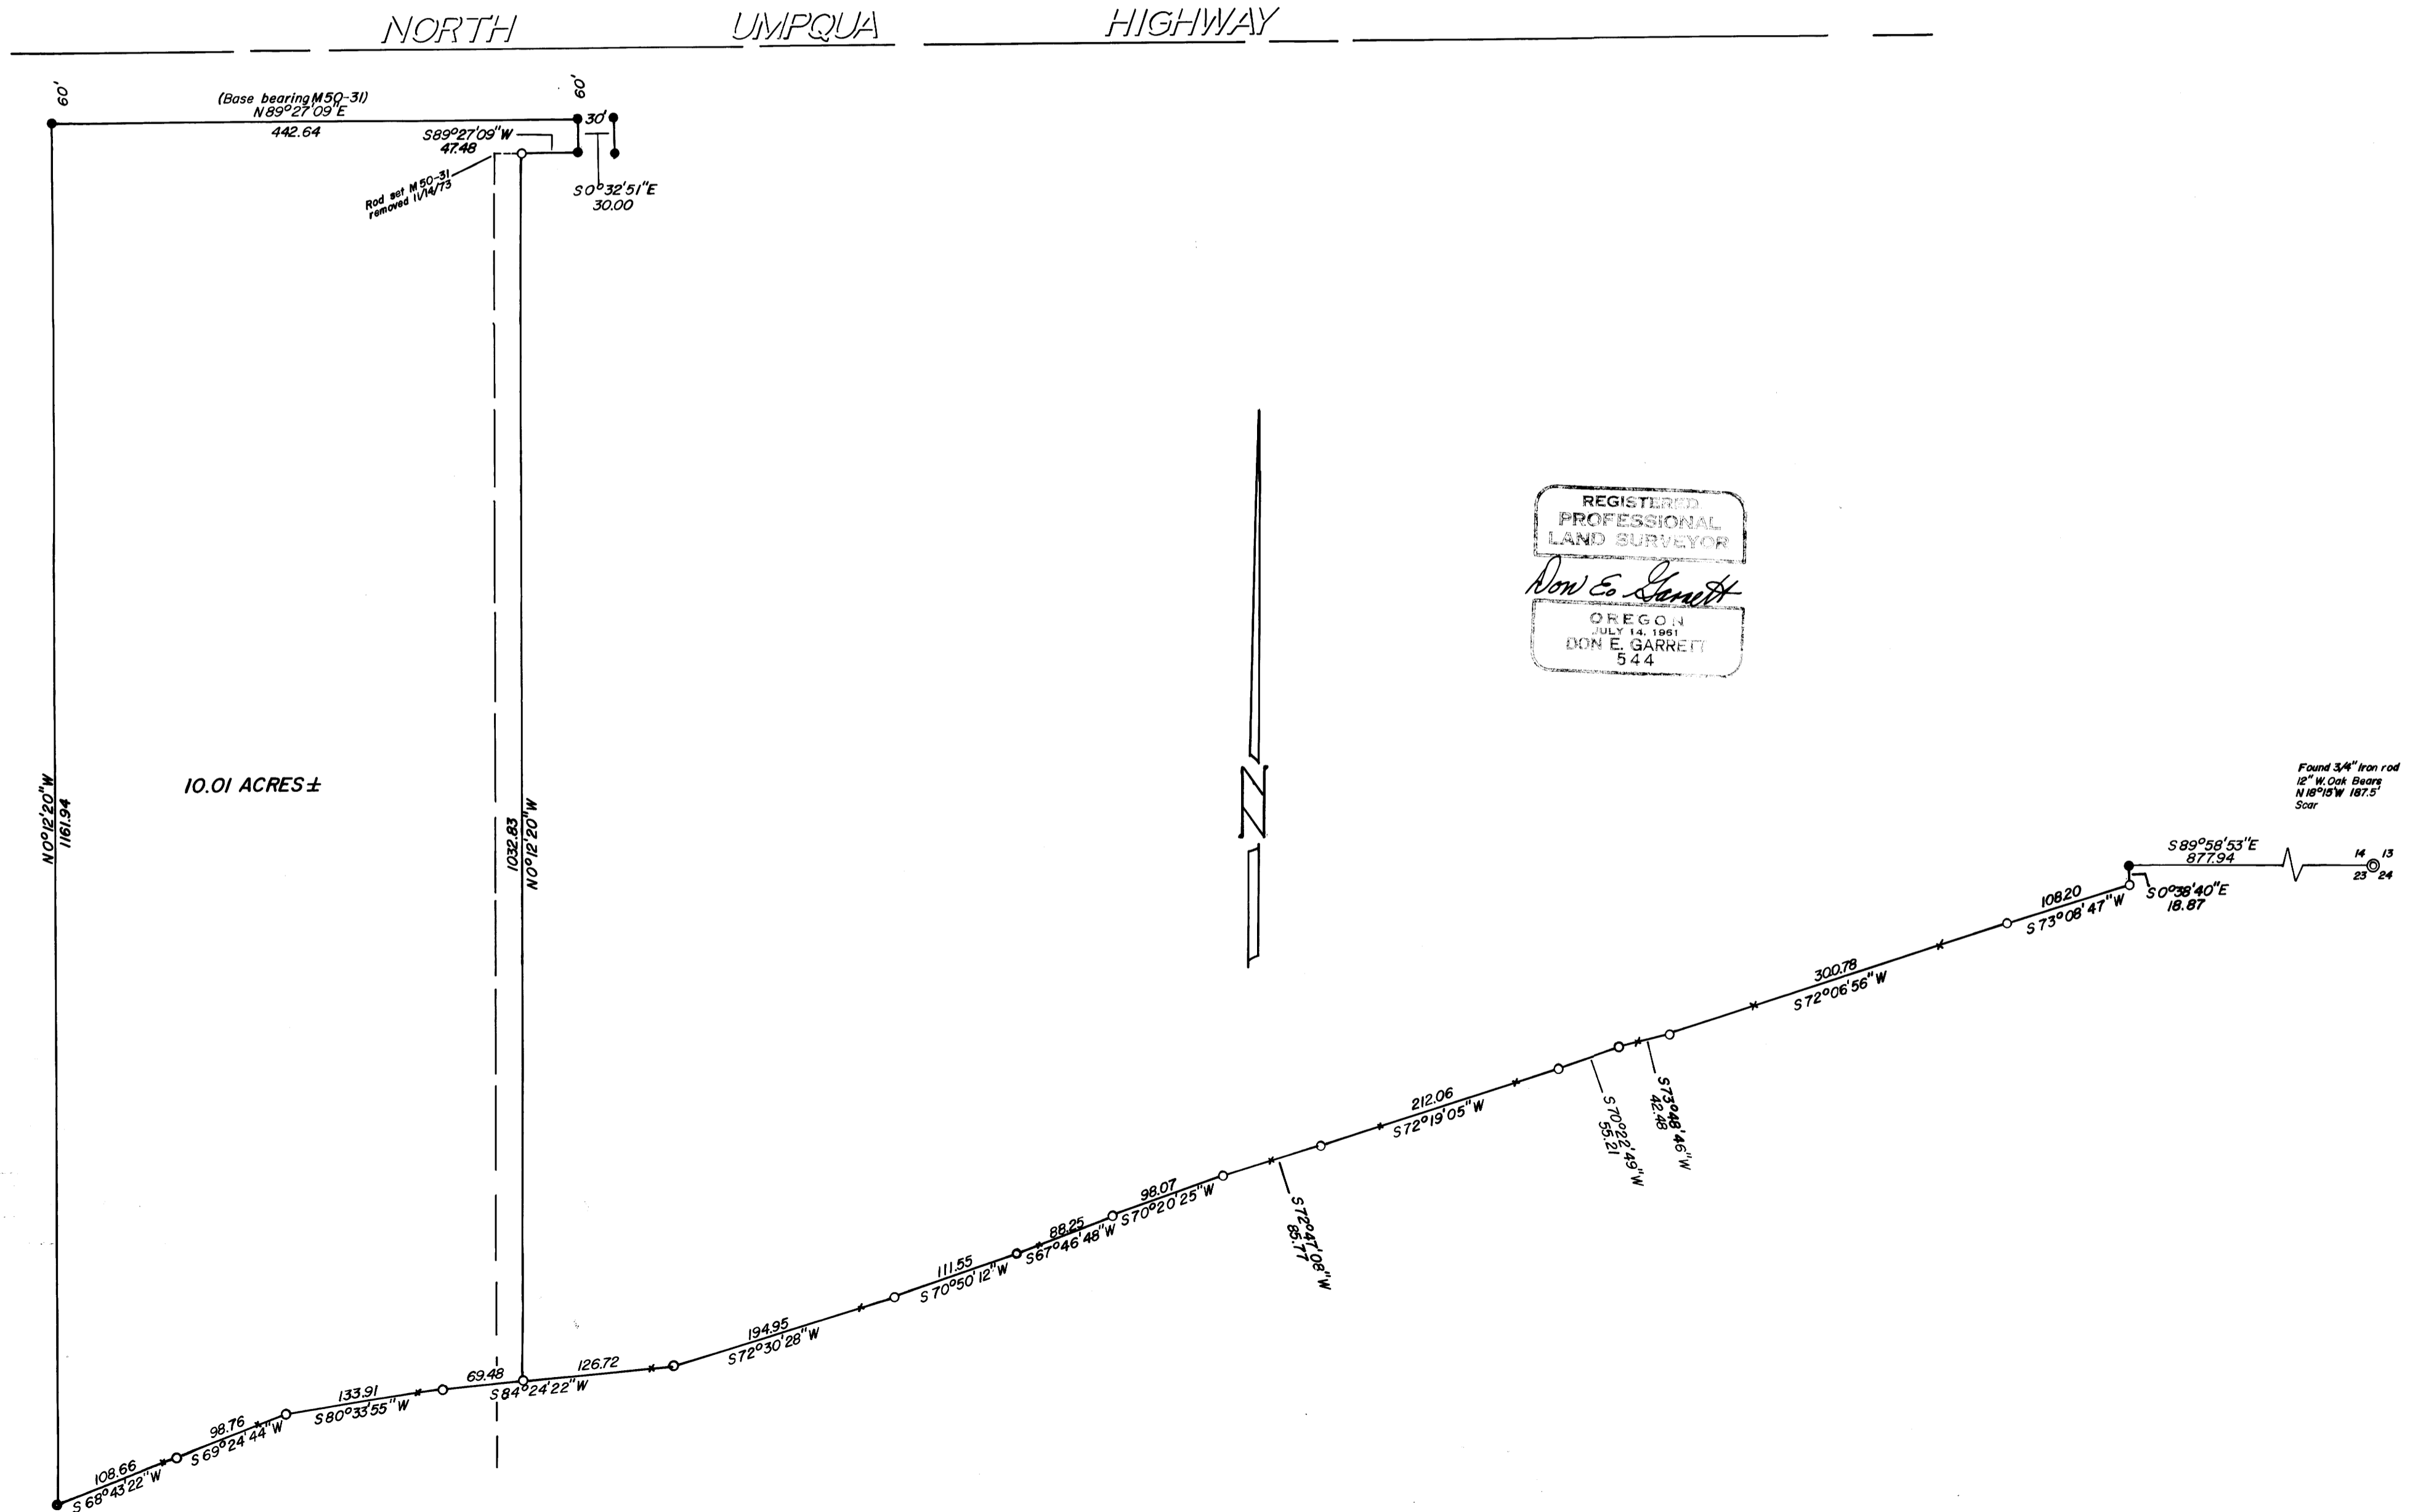 NORTH UMPQUA HIGHWAY
60'
60'
(Base bearing M50-31)
N89°27'09"E
442.64
30'
S89°27'09"W
47.48
Rod set M50-31
removed 11/14/73
S0°32'51"E
30.00
REGISTERED
PROFESSIONAL
LAND SURVEYOR
Don E. Garrett
OREGON
JULY 14, 1961
DON E. GARRETT
544
N0°12'20"W
1161.94
10.01 ACRES±
1032.83
N0°12'20"W
N
Found 3/4" Iron rod
12" W. Oak Bears
N18°15'W 187.5'
Scar
S89°58'53"E
877.94
14 13
23 24
S0°38'40"E
18.87
108.20
S73°08'47"W
300.78
S72°06'56"W
S73°48'46"W
42.48
S70°22'49"W
55.21
212.06
S72°19'05"W
S72°47'08"W
85.77
98.07
S70°20'25"W
88.25
S67°46'48"W
111.55
S70°50'12"W
194.95
S72°30'28"W
126.72
69.48
S84°24'22"W
133.91
S80°33'55"W
98.76
S69°24'44"W
108.66
S68°43'22"W